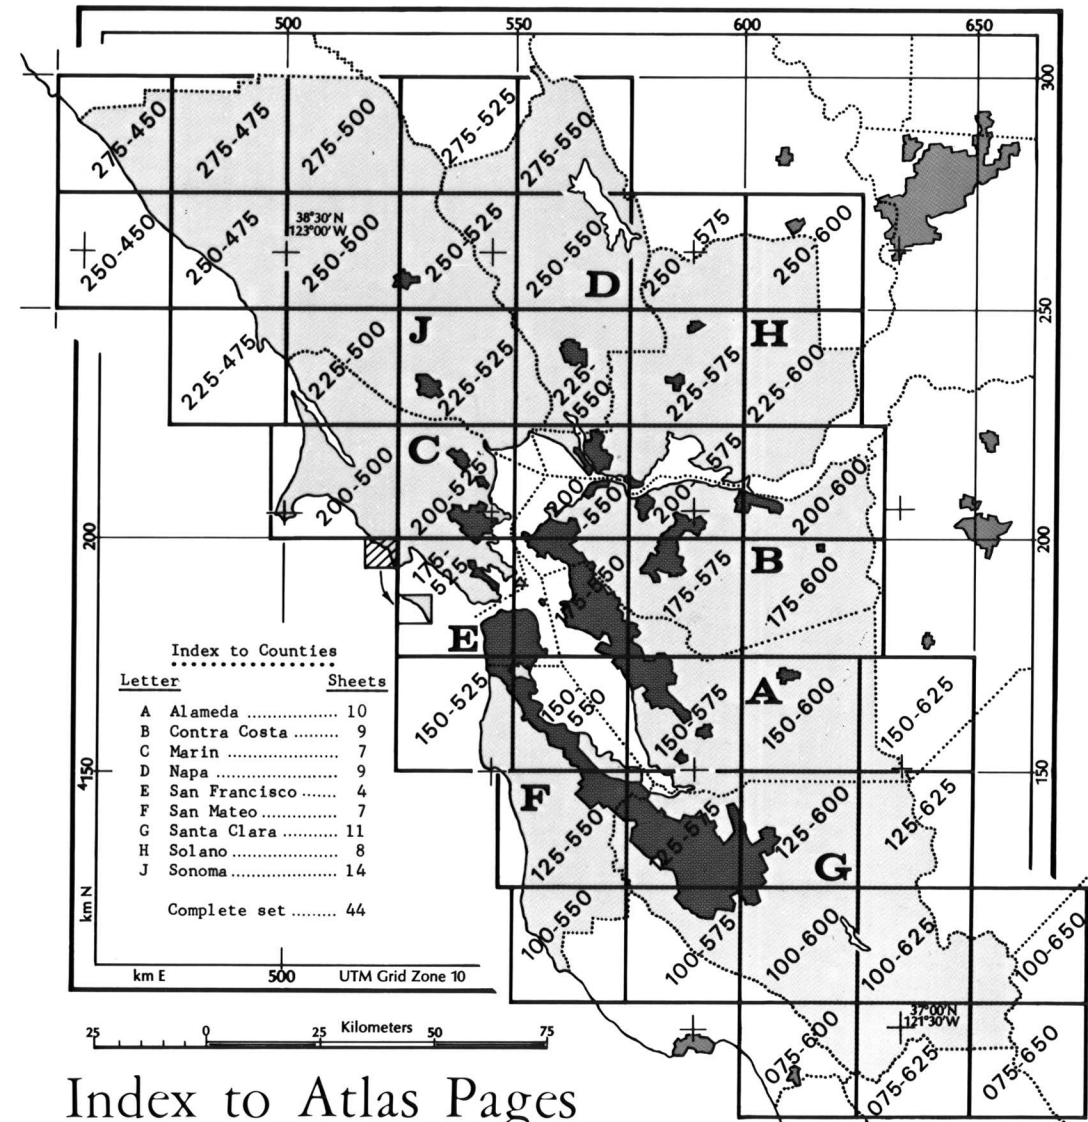 500 550 600 650
300
275-450 275-475 275-500 275-525 275-550
38°30'N
123°00'W
250-450 250-475 250-500 250-525 250-550 250-575 250-600
D
250
J H
225-475 225-500 225-525 225-
550 225-575 225-600
C
200-500 200-525 200
550 200
575 200-600
200 200
175-
525 175-550 175-575 B 175-600
E
150-525 150
550 150-575 A 150-600 150-625
Index to Counties
Letter Sheets
A Alameda ................. 10
B Contra Costa ......... 9
C Marin ..................... 7
D Napa ....................... 9
E San Francisco ...... 4
F San Mateo .............. 7
G Santa Clara .......... 11
H Solano .................... 8
J Sonoma .................... 14
Complete set ......... 44
4150 150
F 125-550 125-575 125-600 G 125-625
100-550 100-575 100-600 100-625 100-650
km N
km E 500 UTM Grid Zone 10
37°00'N
121°30'W
075-600 075-625 075-650
25 0 25 Kilometers 50 75
Index to Atlas Pages